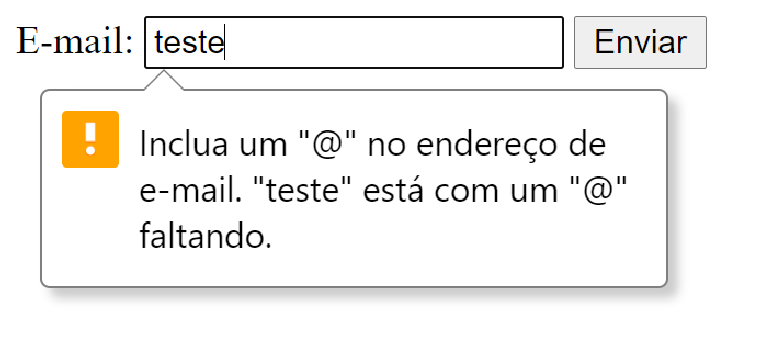 E-mail: teste Enviar
Inclua um "@" no endereço de
e-mail. "teste" está com um "@"
faltando.